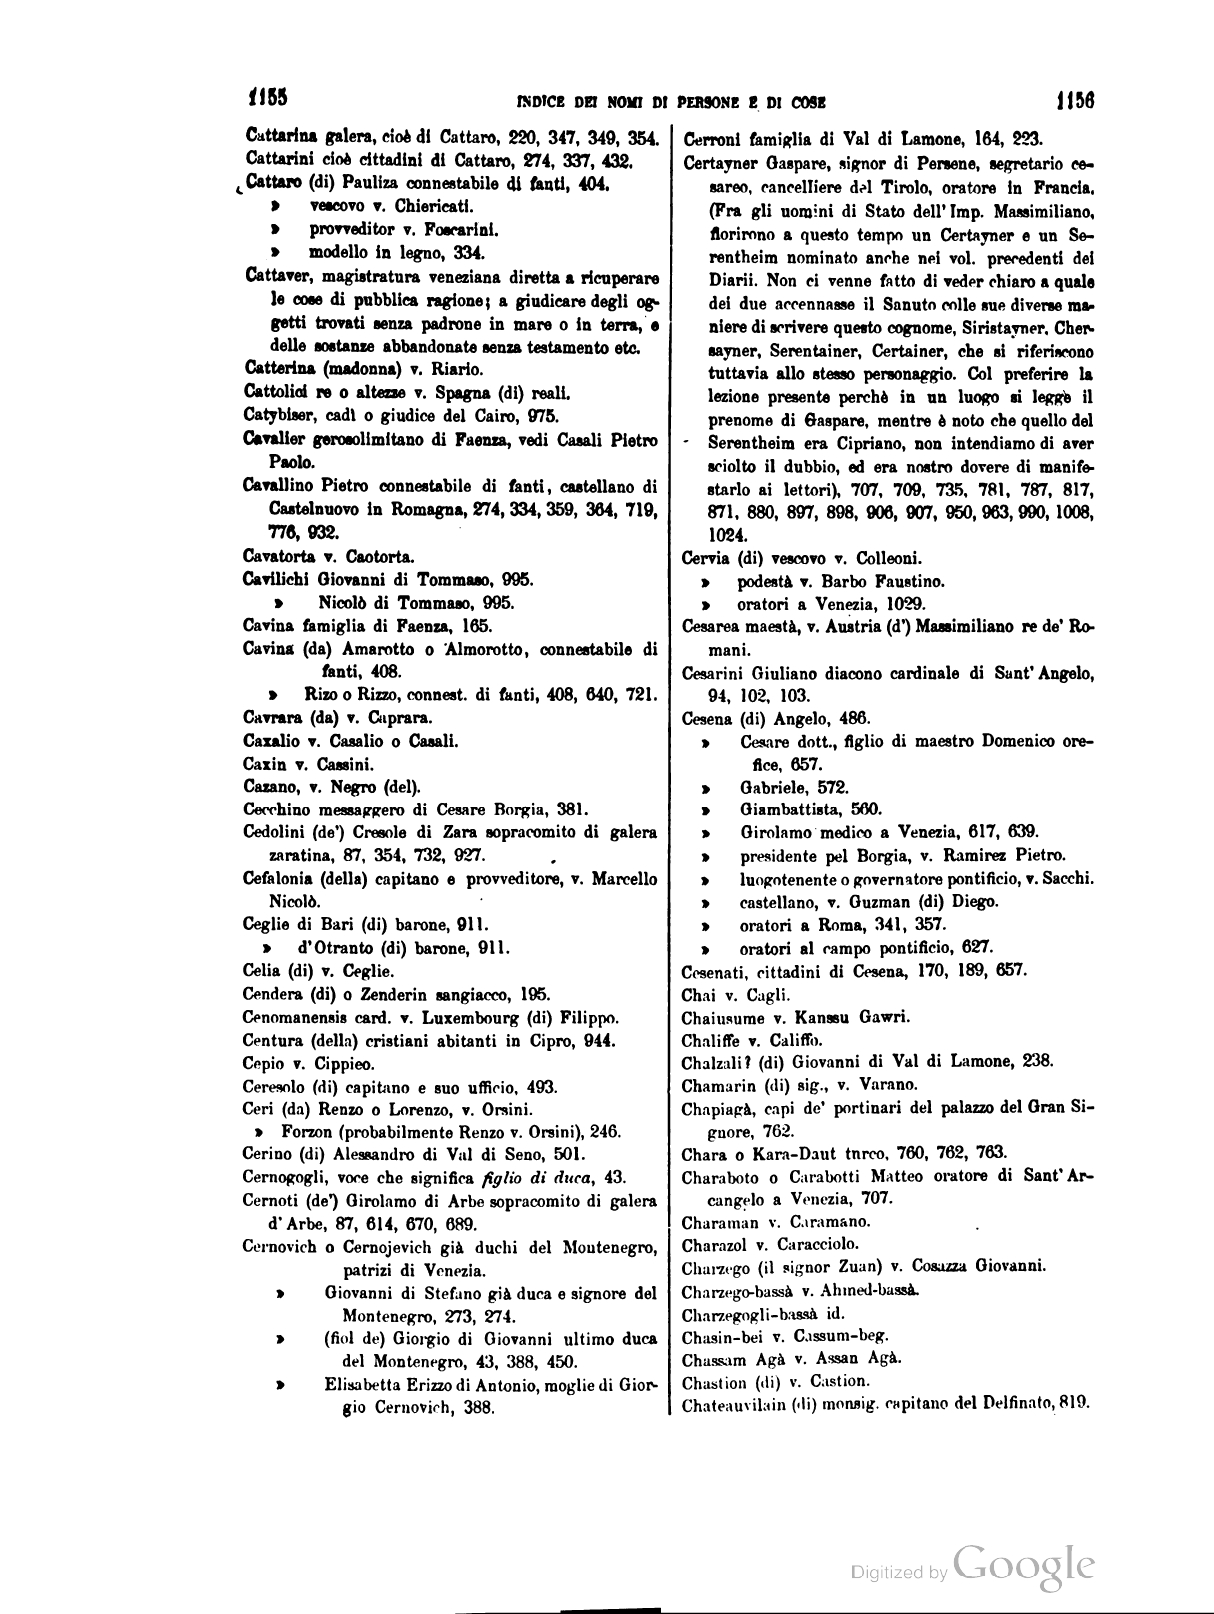 1155
INDICE DEI NOMI DI PERSONE E DI COSE
1156
Cattarina galera, cioè di Cattaro, 220, 347, 349, 354.
Cattarini cioè cittadini di Cattaro, 274, 337, 432.
Cattaro (di) Pauliza connestabile di fanti, 404.
» vescovo v. Chiericati.
» provveditor v. Foscarini.
» modello in legno, 334.
Cattaver, magistratura veneziana diretta a ricuperare
le cose di pubblica ragione; a giudicare degli og-
getti trovati senza padrone in mare o in terra, e
delle sostanze abbandonate senza testamento etc.
Catterina (madonna) v. Riario.
Cattolici re o altezze v. Spagna (di) reali.
Catybiser, cadì o giudice del Cairo, 975.
Cavalier gerosolimitano di Faenza, vedi Casali Pietro
Paolo.
Cavallino Pietro connestabile di fanti, castellano di
Castelnuovo in Romagna, 274, 334, 359, 364, 719,
776, 932.
Cavatorta v. Caotorta.
Cavilichi Giovanni di Tommaso, 995.
» Nicolò di Tommaso, 995.
Cavina famiglia di Faenza, 165.
Cavina (da) Amarotto o Almorotto, connestabile di
fanti, 408.
» Rizo o Rizzo, connest. di fanti, 408, 640, 721.
Cavrara (da) v. Caprara.
Caxalio v. Casalio o Casali.
Caxin v. Cassini.
Cazano, v. Negro (del).
Cecchino messaggero di Cesare Borgia, 381.
Cedolini (de') Cresole di Zara sopracomito di galera
zaratina, 87, 354, 732, 927.
Cefalonia (della) capitano e provveditore, v. Marcello
Nicolò.
Ceglie di Bari (di) barone, 911.
» d'Otranto (di) barone, 911.
Celia (di) v. Ceglie.
Cendera (di) o Zenderin sangiacco, 195.
Cenomanensis card. v. Luxembourg (di) Filippo.
Centura (della) cristiani abitanti in Cipro, 944.
Cepio v. Cippieo.
Ceresolo (di) capitano e suo ufficio, 493.
Ceri (da) Renzo o Lorenzo, v. Orsini.
» Forzon (probabilmente Renzo v. Orsini), 246.
Cerino (di) Alessandro di Val di Seno, 501.
Cernogogli, voce che significa figlio di duca, 43.
Cernoti (de') Girolamo di Arbe sopracomito di galera
d'Arbe, 87, 614, 670, 689.
Cernovich o Cernojevich già duchi del Montenegro,
patrizi di Venezia.
» Giovanni di Stefano già duca e signore del
Montenegro, 273, 274.
» (fiol de) Giorgio di Giovanni ultimo duca
del Montenegro, 43, 388, 450.
» Elisabetta Erizzo di Antonio, moglie di Gior-
gio Cernovich, 388.
Cerroni famiglia di Val di Lamone, 164, 223.
Certayner Gaspare, signor di Persene, segretario ce-
sareo, cancelliere del Tirolo, oratore in Francia.
(Fra gli uomini di Stato dell'Imp. Massimiliano,
fiorirono a questo tempo un Certayner e un Se-
rentheim nominato anche nei vol. precedenti dei
Diarii. Non ci venne fatto di veder chiaro a quale
dei due accennasse il Sanuto colle sue diverse ma-
niere di scrivere questo cognome, Siristayner, Cher-
sayner, Serentainer, Certainer, che si riferiscono
tuttavia allo stesso personaggio. Col preferire la
lezione presente perchè in un luogo si legge il
prenome di Gaspare, mentre è noto che quello del
Serentheim era Cipriano, non intendiamo di aver
sciolto il dubbio, ed era nostro dovere di manife-
starlo ai lettori), 707, 709, 735, 781, 787, 817,
871, 880, 897, 898, 906, 907, 950, 963, 990, 1008,
1024.
Cervia (di) vescovo v. Colleoni.
» podestà v. Barbo Faustino.
» oratori a Venezia, 1029.
Cesarea maestà, v. Austria (d') Massimiliano re de' Ro-
mani.
Cesarini Giuliano diacono cardinale di Sant'Angelo,
94, 102, 103.
Cesena (di) Angelo, 486.
» Cesare dott., figlio di maestro Domenico ore-
fice, 657.
» Gabriele, 572.
» Giambattista, 560.
» Girolamo medico a Venezia, 617, 639.
» presidente pel Borgia, v. Ramirez Pietro.
» luogotenente o governatore pontificio, v. Sacchi.
» castellano, v. Guzman (di) Diego.
» oratori a Roma, 341, 357.
» oratori al campo pontificio, 627.
Cesenati, cittadini di Cesena, 170, 189, 657.
Chai v. Cagli.
Chaiusume v. Kanssu Gawri.
Chaliffe v. Califfo.
Chalzali? (di) Giovanni di Val di Lamone, 238.
Chamarin (di) sig., v. Varano.
Chapiagà, capi de' portinari del palazzo del Gran Si-
gnore, 762.
Chara o Kara-Daut turco, 760, 762, 763.
Charaboto o Carabotti Matteo oratore di Sant'Ar-
cangelo a Venezia, 707.
Charaman v. Caramano.
Charazol v. Caracciolo.
Charzego (il signor Zuan) v. Cosazza Giovanni.
Charzego-bassà v. Ahmed-bassà.
Charzegogli-bassà id.
Chasin-bei v. Cassum-beg.
Chassam Agà v. Assan Agà.
Chastion (di) v. Castion.
Chateauvilain (di) monsig. capitano del Delfinato, 819.
Digitized by Google